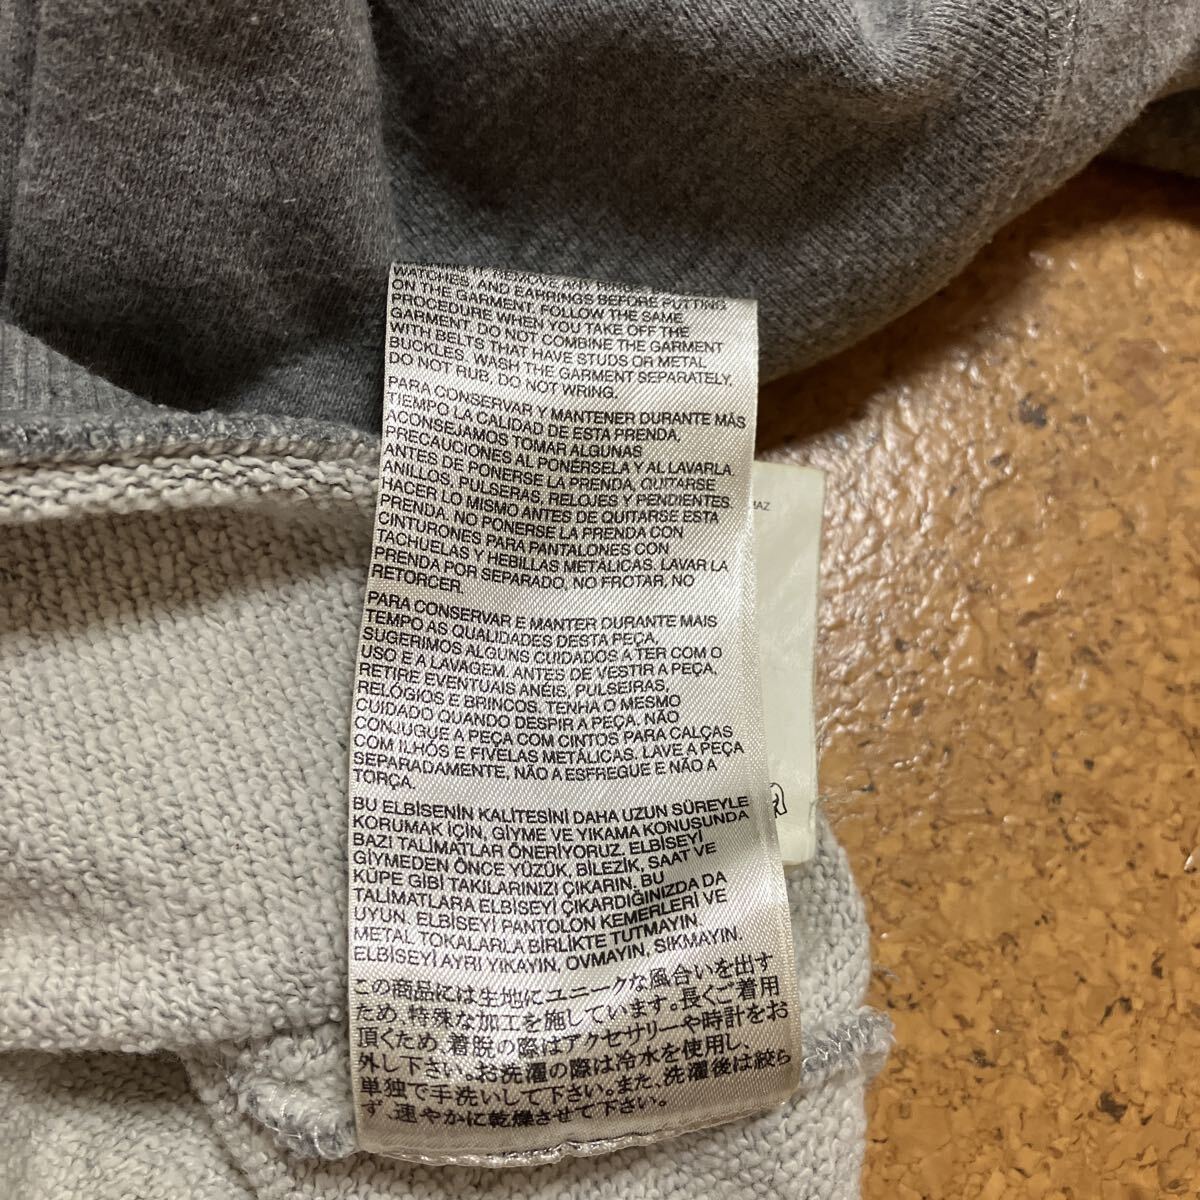 WATCHES, AND EARRINGS BEFORE PUTTING
ON THE GARMENT. FOLLOW THE SAME
PROCEDURE WHEN YOU TAKE OFF THE
GARMENT. DO NOT COMBINE THE GARMENT
WITH BELTS THAT HAVE STUDS OR METAL
BUCKLES. WASH THE GARMENT SEPARATELY,
DO NOT RUB, DO NOT WRING.
PARA CONSERVAR Y MANTENER DURANTE MÁS
TIEMPO LA CALIDAD DE ESTA PRENDA,
ACONSEJAMOS TOMAR ALGUNAS
PRECAUCIONES AL PONÉRSELA Y AL LAVARLA.
ANTES DE PONERSE LA PRENDA, QUITARSE
ANILLOS, PULSERAS, RELOJES Y PENDIENTES.
HACER LO MISMO ANTES DE QUITARSE ESTA
PRENDA. NO PONERSE LA PRENDA CON
CINTURONES PARA PANTALONES CON
TACHUELAS Y HEBILLAS METÁLICAS. LAVAR LA
PRENDA POR SEPARADO, NO FROTAR, NO
RETORCER.
PARA CONSERVAR E MANTER DURANTE MAIS
TEMPO AS QUALIDADES DESTA PEÇA,
SUGERIMOS ALGUNS CUIDADOS A TER COM O
USO E A LAVAGEM. ANTES DE VESTIR A PEÇA,
RETIRE EVENTUAIS ANÉIS, PULSEIRAS,
RELÓGIOS E BRINCOS. TENHA O MESMO
CUIDADO QUANDO DESPIR A PEÇA. NÃO
CONJUGUE A PEÇA COM CINTOS PARA CALÇAS
COM ILHÓS E FIVELAS METÁLICAS. LAVE A PEÇA
SEPARADAMENTE, NÃO A ESFREGUE E NÃO A
TORÇA.
BU ELBİSENİN KALİTESİNİ DAHA UZUN SÜREYLE
KORUMAK İÇİN, GİYME VE YIKAMA KONUSUNDA
BAZI TALİMATLAR ÖNERİYORUZ. ELBİSEYİ
GİYMEDEN ÖNCE YÜZÜK, BİLEZİK, SAAT VE
KÜPE GİBİ TAKILARINIZI ÇIKARIN. BU
TALİMATLARA ELBİSEYİ ÇIKARDIĞINIZDA DA
UYUN. ELBİSEYİ PANTOLON KEMERLERİ VE
METAL TOKALARLA BİRLİKTE TUTMAYIN.
ELBİSEYİ AYRI YIKAYIN, OVMAYIN, SIKMAYIN.
この商品には生地にユニークな風合いを出す
ため、特殊な加工を施しています。長くご着用
頂くため、着脱の際はアクセサリーや時計をお
外し下さい。お洗濯の際は冷水を使用し、
単独で手洗いして下さい。また、洗濯後は絞ら
ず、速やかに乾燥させて下さい。